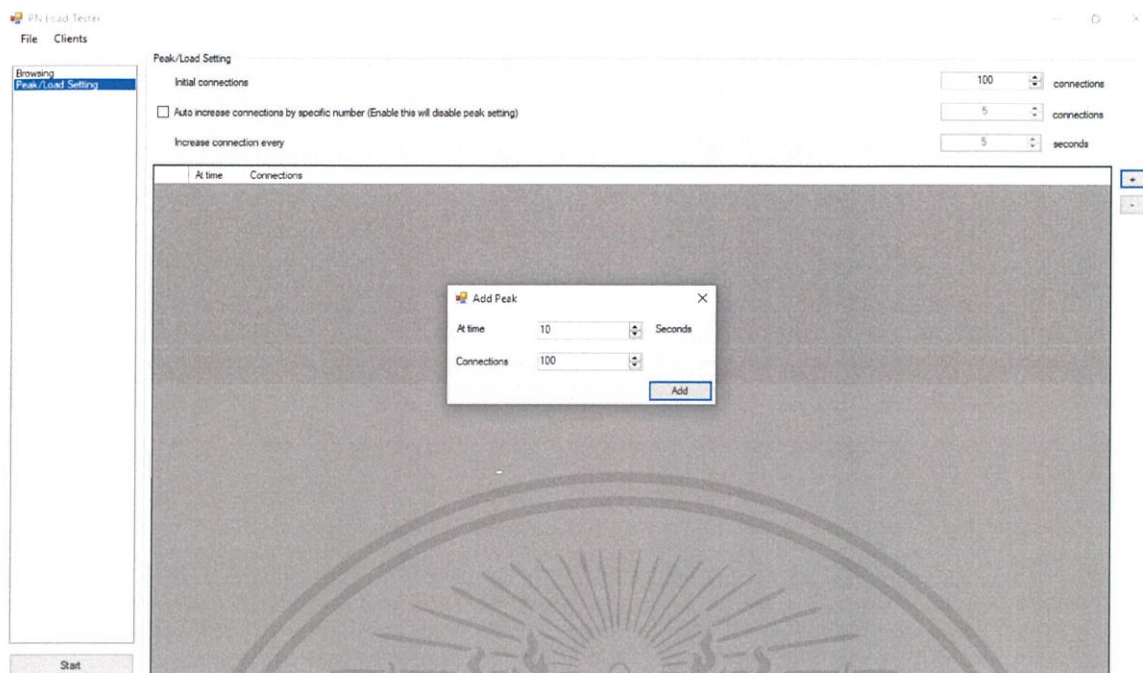 PN Load Tester
File Clients
Browsing
Peak/Load Setting
Peak/Load Setting
Initial connections 100 connections
Auto increase connections by specific number (Enable this will disable peak setting) 5 connections
Increase connection every 5 seconds
At time Connections
+
-
Add Peak
At time 10 Seconds
Connections 100
Add
Start